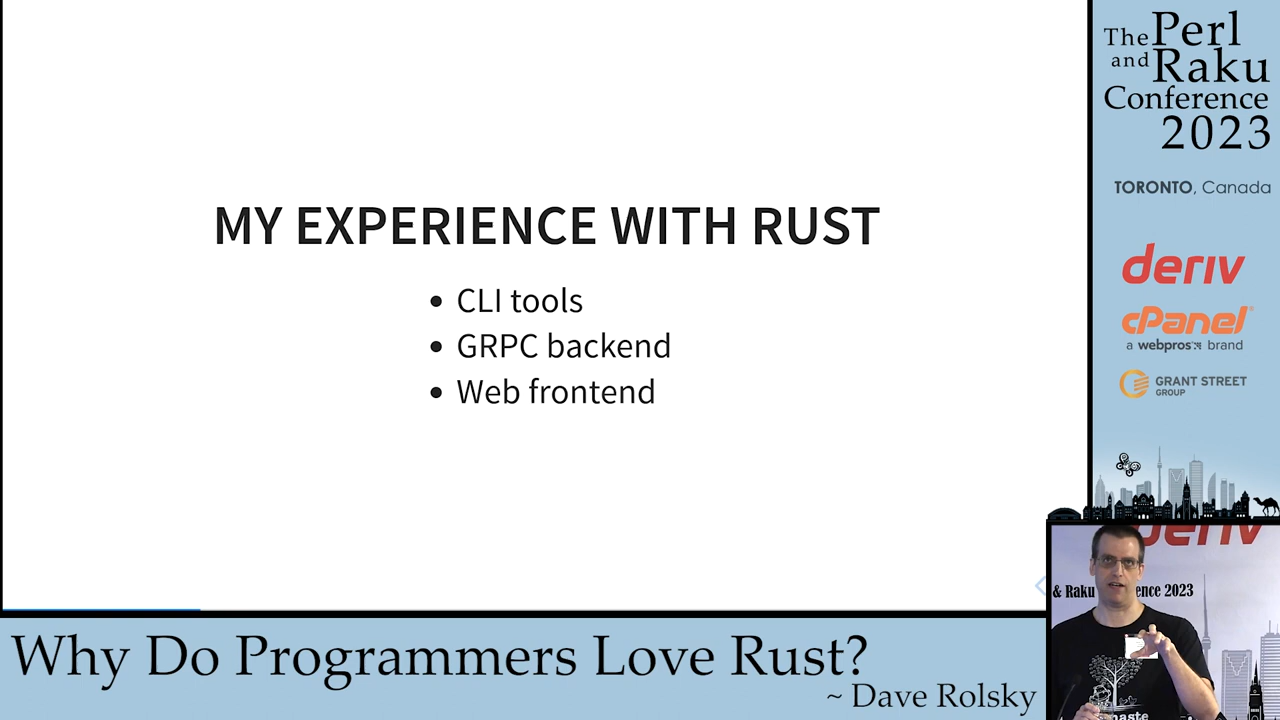 MY EXPERIENCE WITH RUST
• CLI tools
• GRPC backend
• Web frontend
The Perl
and Raku
Conference
2023
TORONTO, Canada
deriv
cPanel®
a webpros brand
GRANT STREET
GROUP
deriv
& Raku
ence 2023
Why Do Programmers Love Rust?
~ Dave Rolsky